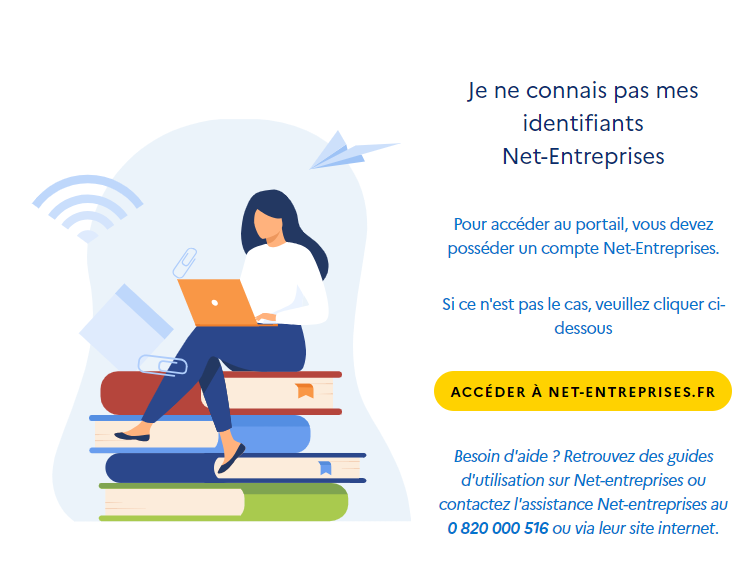 Je ne connais pas mes
identifiants
Net-Entreprises
Pour accéder au portail, vous devez
posséder un compte Net-Entreprises.
Si ce n'est pas le cas, veuillez cliquer ci-
dessous
ACCÉDER À NET-ENTREPRISES.FR
Besoin d'aide ? Retrouvez des guides
d'utilisation sur Net-entreprises ou
contactez l'assistance Net-entreprises au
0 820 000 516 ou via leur site internet.